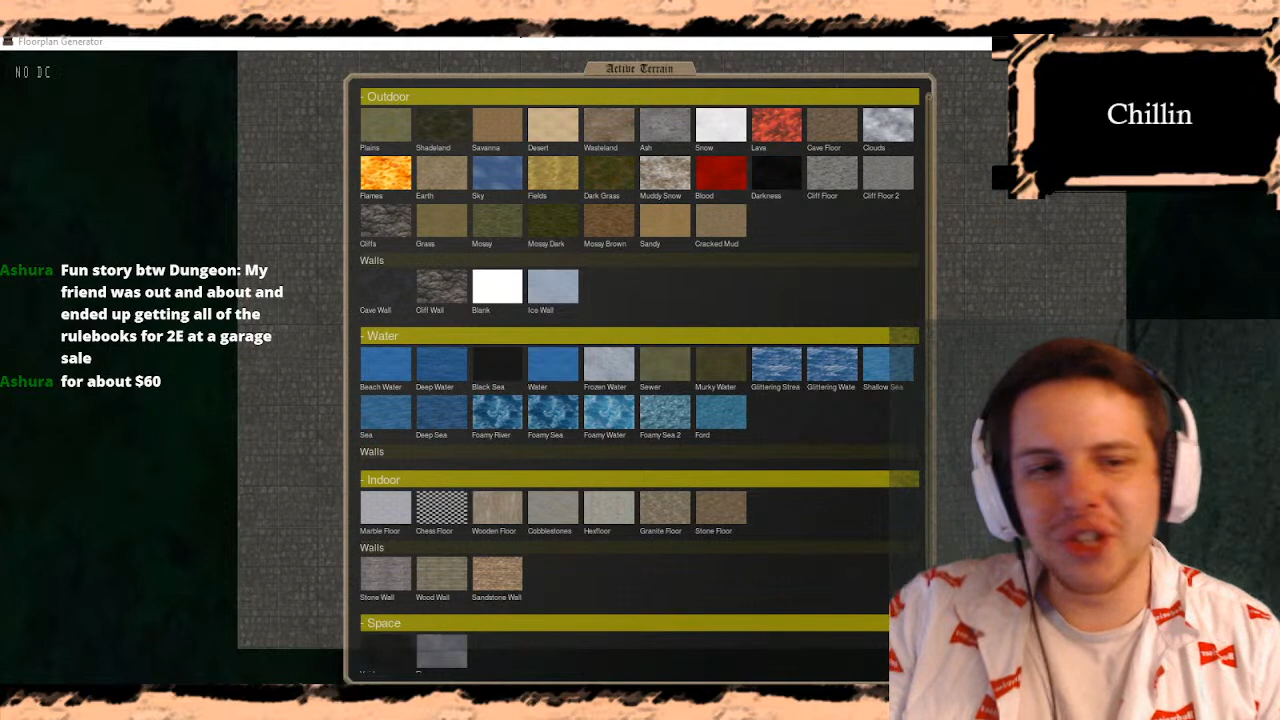 Floorplan Generator
NO DC
Active Terrain
Chillin
- Outdoor
Plains Shadeland Savanna Desert Wasteland Ash Snow Lava Cave Floor Clouds
Flames Earth Sky Fields Dark Grass Muddy Snow Blood Darkness Cliff Floor Cliff Floor 2
Cliffs Grass Mossy Mossy Dark Mossy Brown Sandy Cracked Mud
Walls
Cave Wall Cliff Wall Blank Ice Wall
Ashura Fun story btw Dungeon: My
friend was out and about and
ended up getting all of the
rulebooks for 2E at a garage
sale
Ashura for about $60
- Water
Beach Water Deep Water Black Sea Water Frozen Water Sewer Murky Water Glittering Strea Glittering Wate Shallow Sea
Sea Deep Sea Foamy River Foamy Sea Foamy Water Foamy Sea 2 Ford
Walls
- Indoor
Marble Floor Chess Floor Wooden Floor Cobblestones Hexfloor Granite Floor Stone Floor
Walls
Stone Wall Wood Wall Sandstone Wall
- Space